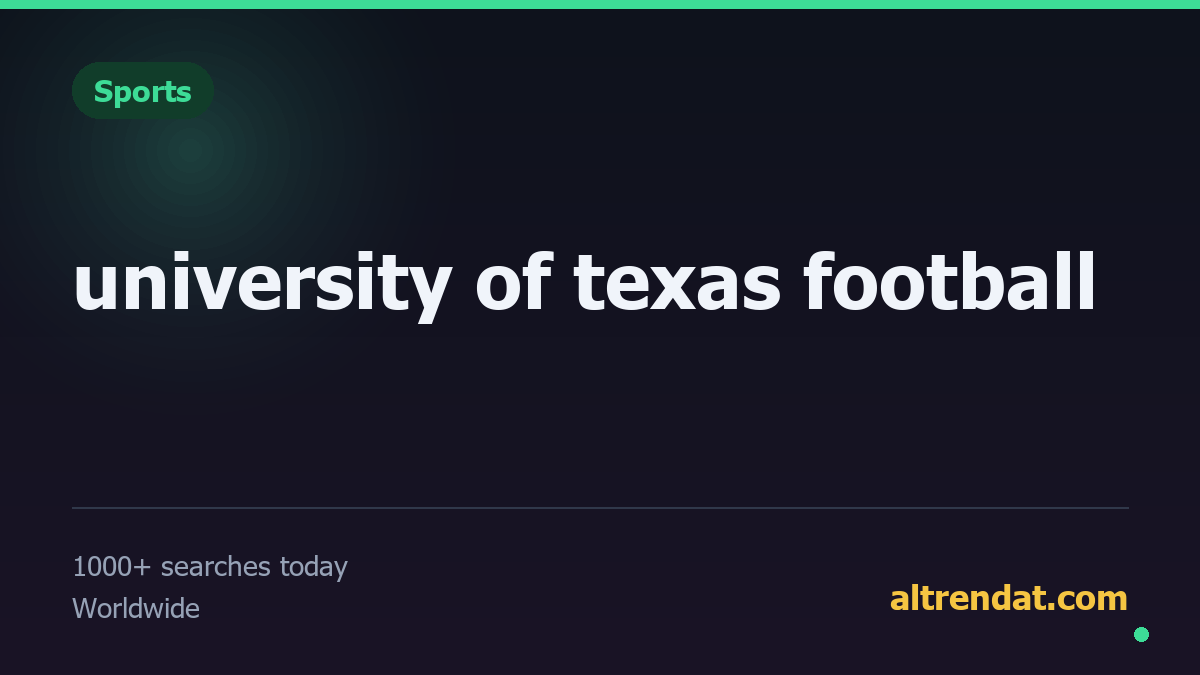 Sports
university of texas football
1000+ searches today
Worldwide
altrendat.com